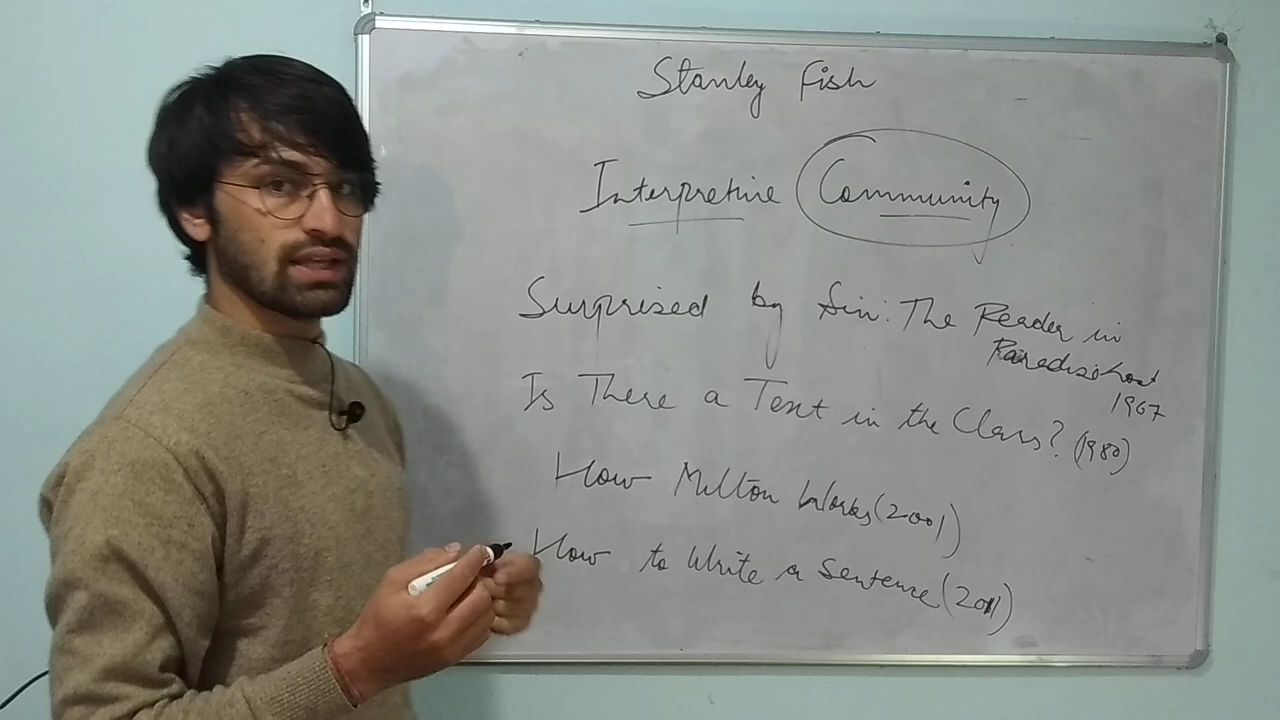 Stanley Fish
Interpretive Community
Surprised by Sin: The Reader in
Paradise Lost
1967
Is There a Text in the Class? (1980)
How Milton Works (2001)
How to Write a Sentence (2011)